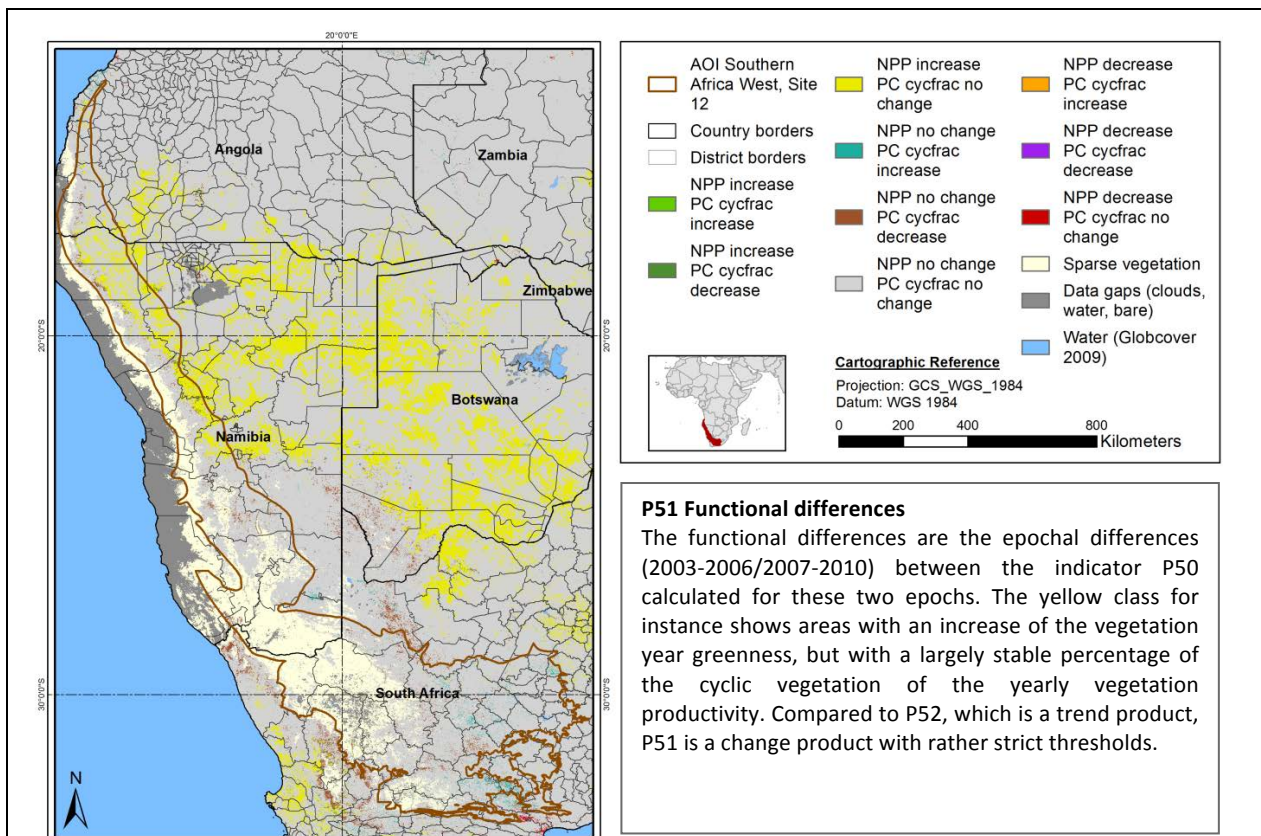 20°0'0"E
Angola
Zambia
Zimbabwe
20°0'0"S
20°0'0"S
Botswana
Namibia
South Africa
30°0'0"S
30°0'0"S
N
20°0'0"E
AOI Southern
Africa West, Site
12
Country borders
District borders
NPP increase
PC cycfrac
increase
NPP increase
PC cycfrac
decrease
NPP increase
PC cycfrac no
change
NPP no change
PC cycfrac
increase
NPP no change
PC cycfrac
decrease
NPP no change
PC cycfrac no
change
NPP decrease
PC cycfrac
increase
NPP decrease
PC cycfrac
decrease
NPP decrease
PC cycfrac no
change
Sparse vegetation
Data gaps (clouds,
water, bare)
Water (Globcover
2009)
Cartographic Reference
Projection: GCS_WGS_1984
Datum: WGS 1984
0 200 400 800
Kilometers
P51 Functional differences
The functional differences are the epochal differences
(2003-2006/2007-2010) between the indicator P50
calculated for these two epochs. The yellow class for
instance shows areas with an increase of the vegetation
year greenness, but with a largely stable percentage of
the cyclic vegetation of the yearly vegetation
productivity. Compared to P52, which is a trend product,
P51 is a change product with rather strict thresholds.